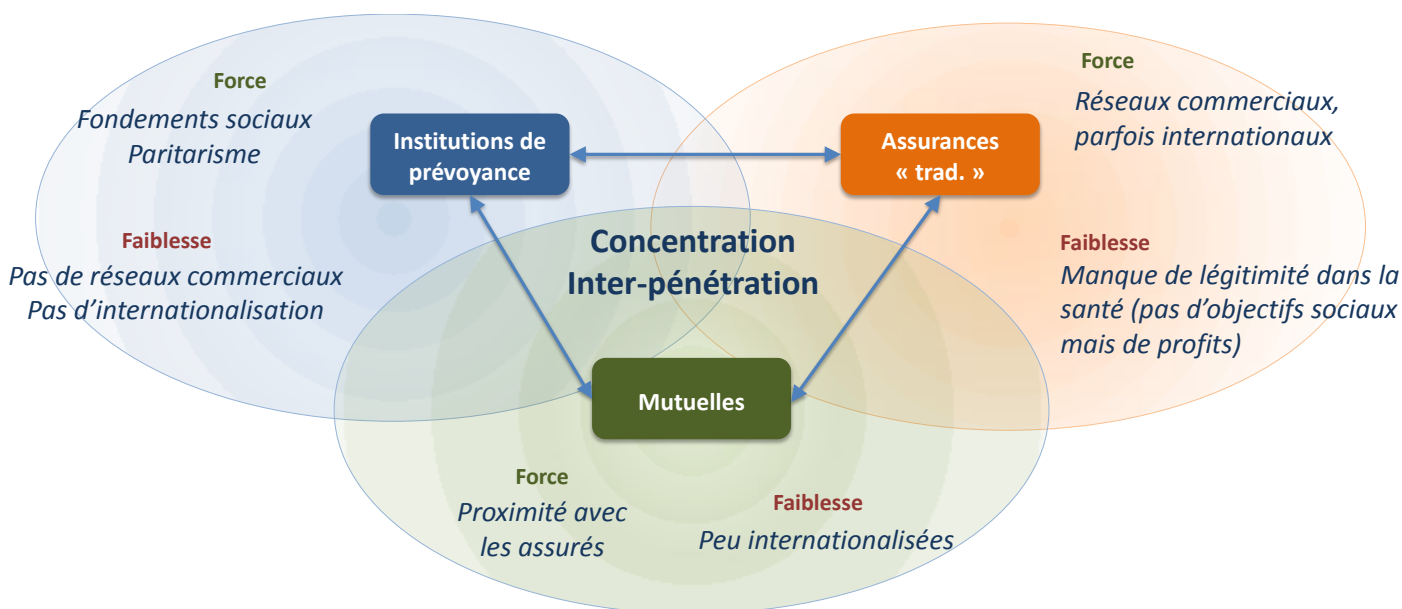 Force
Fondements sociaux
Paritarisme
Institutions de
prévoyance
Faiblesse
Pas de réseaux commerciaux
Pas d’internationalisation
Assurances
« trad. »
Force
Réseaux commerciaux,
parfois internationaux
Faiblesse
Manque de légitimité dans la
santé (pas d’objectifs sociaux
mais de profits)
Concentration
Inter-pénétration
Mutuelles
Force
Proximité avec
les assurés
Faiblesse
Peu internationalisées